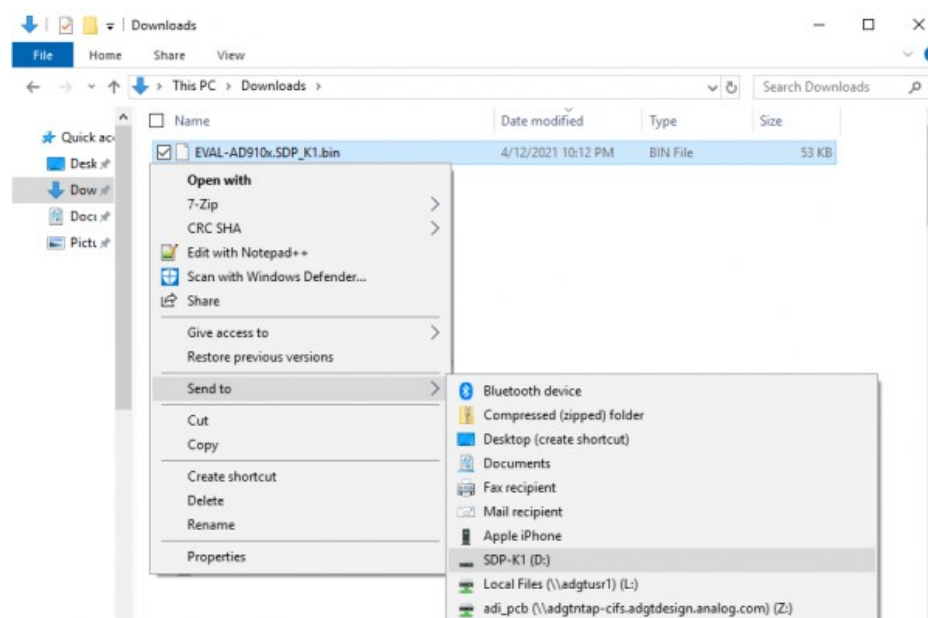 Downloads
File Home Share View
This PC > Downloads >
Search Downloads
Name Date modified Type Size
Quick acc
EVAL-AD910x.SDP_K1.bin 4/12/2021 10:12 PM BIN File 53 KB
Desk
Dow
Docu
Pictu
Open with
7-Zip
CRC SHA
Edit with Notepad++
Scan with Windows Defender...
Share
Give access to
Restore previous versions
Send to
Cut
Copy
Create shortcut
Delete
Rename
Properties
Bluetooth device
Compressed (zipped) folder
Desktop (create shortcut)
Documents
Fax recipient
Mail recipient
Apple iPhone
SDP-K1 (D:)
Local Files (\\adgtusr1) (L:)
adi_pcb (\\adgtntap-cifs.adgtdesign.analog.com) (Z:)